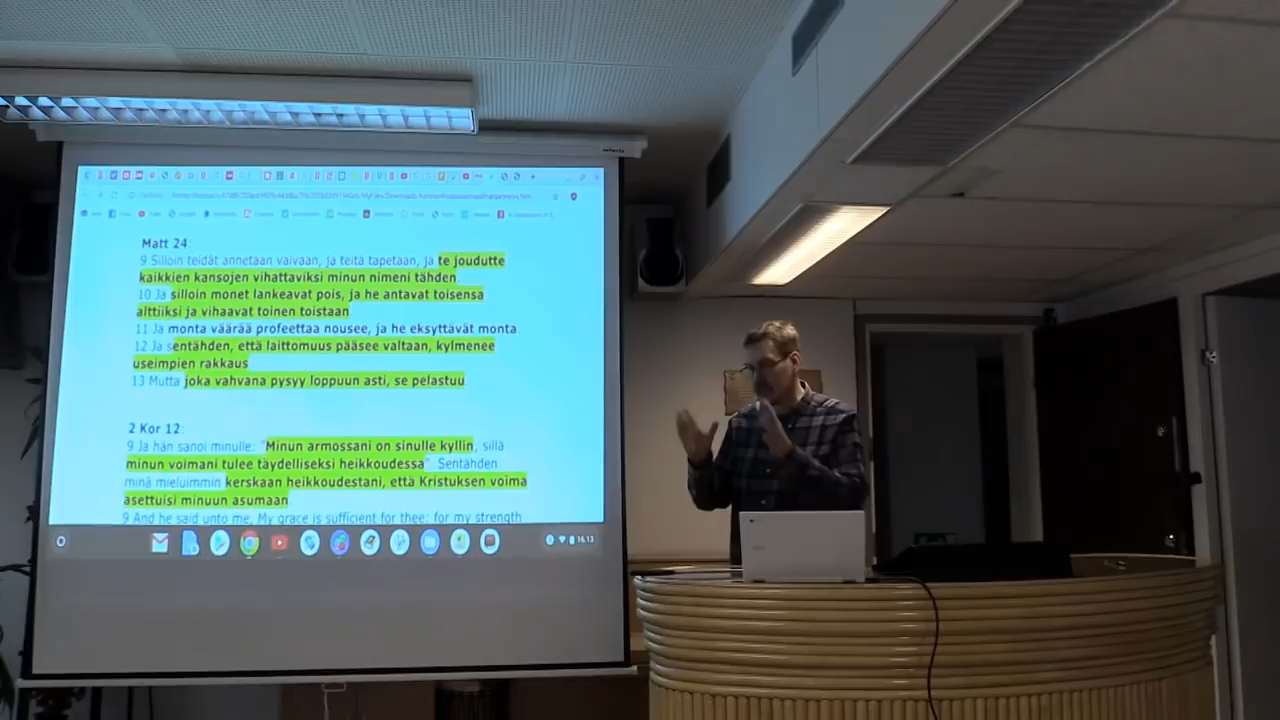 Matt 24:
9 Silloin teidät annetaan vaivaan, ja teitä tapetaan, ja te joudutte
kaikkien kansojen vihattaviksi minun nimeni tähden.
10 Ja silloin monet lankeavat pois, ja he antavat toisensa
alttiiksi ja vihaavat toinen toistaan.
11 Ja monta väärää profeettaa nousee, ja he eksyttävät monta.
12 Ja sentähden, että laittomuus pääsee valtaan, kylmenee
useimpien rakkaus
13 Mutta joka vahvana pysyy loppuun asti, se pelastuu.
2 Kor 12:
9 Ja hän sanoi minulle: "Minun armossani on sinulle kyllin, sillä
minun voimani tulee täydelliseksi heikkoudessa". Sentähden
minä mieluimmin kerskaan heikkoudestani, että Kristuksen voima
asettuisi minuun asumaan.
9 And he said unto me, My grace is sufficient for thee: for my strength
16.13